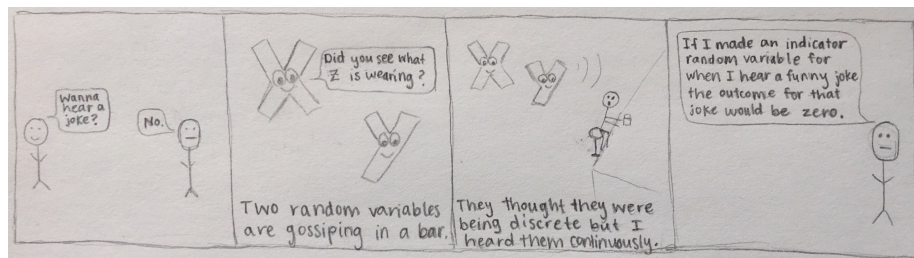 Wanna
hear a
joke?
No.
Did you see what
Z is wearing?
Two random variables
are gossiping in a bar.
They thought they were
being discrete but I
heard them continuously.
If I made an indicator
random variable for
when I hear a funny joke
the outcome for that
joke would be zero.